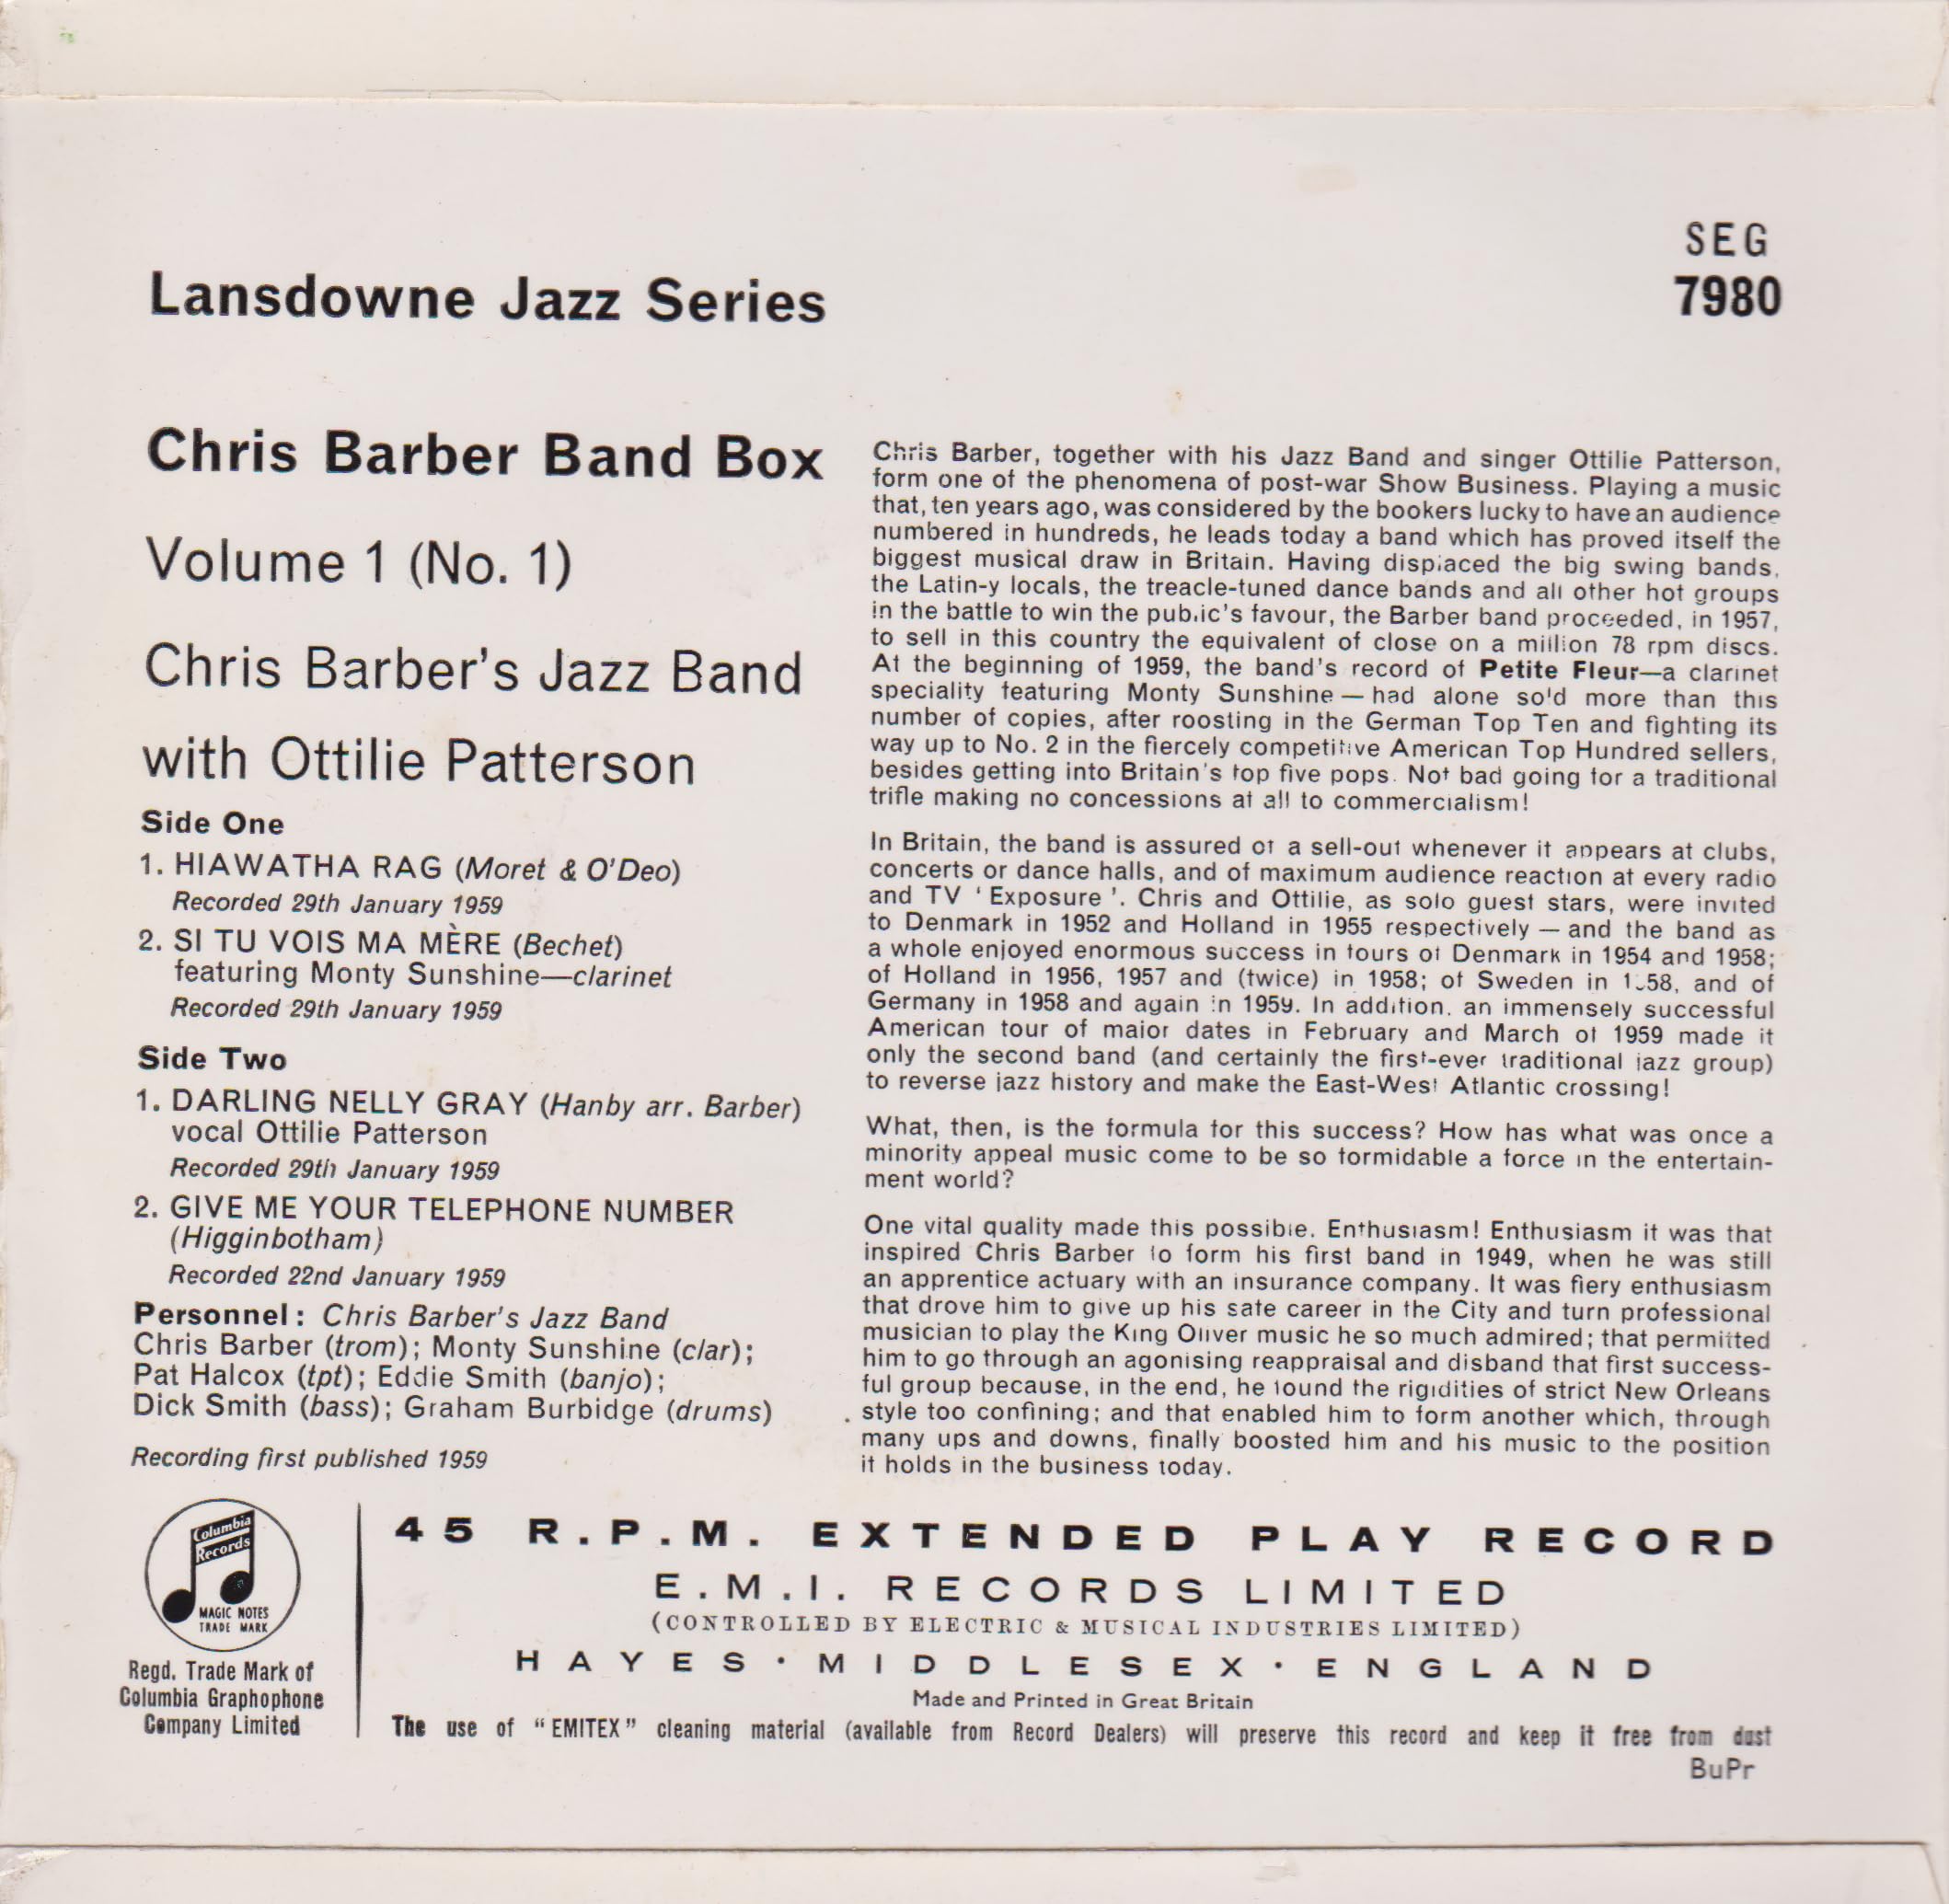 SEG
7980
Lansdowne Jazz Series
Chris Barber Band Box
Volume 1 (No. 1)
Chris Barber's Jazz Band
with Ottilie Patterson
Side One
1. HIAWATHA RAG (Moret & O'Deo)
Recorded 29th January 1959
2. SI TU VOIS MA MÈRE (Bechet)
featuring Monty Sunshine—clarinet
Recorded 29th January 1959
Side Two
1. DARLING NELLY GRAY (Hanby arr. Barber)
vocal Ottilie Patterson
Recorded 29th January 1959
2. GIVE ME YOUR TELEPHONE NUMBER
(Higginbotham)
Recorded 22nd January 1959
Personnel: Chris Barber's Jazz Band
Chris Barber (trom); Monty Sunshine (clar);
Pat Halcox (tpt); Eddie Smith (banjo);
Dick Smith (bass); Graham Burbidge (drums)
Recording first published 1959
Chris Barber, together with his Jazz Band and singer Ottilie Patterson,
form one of the phenomena of post-war Show Business. Playing a music
that, ten years ago, was considered by the bookers lucky to have an audience
numbered in hundreds, he leads today a band which has proved itself the
biggest musical draw in Britain. Having displaced the big swing bands,
the Latin-y locals, the treacle-tuned dance bands and all other hot groups
in the battle to win the public's favour, the Barber band proceeded, in 1957,
to sell in this country the equivalent of close on a million 78 rpm discs.
At the beginning of 1959, the band's record of Petite Fleur—a clarinet
speciality featuring Monty Sunshine — had alone sold more than this
number of copies, after roosting in the German Top Ten and fighting its
way up to No. 2 in the fiercely competitive American Top Hundred sellers,
besides getting into Britain's top five pops. Not bad going for a traditional
trifle making no concessions at all to commercialism!
In Britain, the band is assured of a sell-out whenever it appears at clubs,
concerts or dance halls, and of maximum audience reaction at every radio
and TV ‘ Exposure ’. Chris and Ottilie, as solo guest stars, were invited
to Denmark in 1952 and Holland in 1955 respectively — and the band as
a whole enjoyed enormous success in tours of Denmark in 1954 and 1958;
of Holland in 1956, 1957 and (twice) in 1958; of Sweden in 1958, and of
Germany in 1958 and again in 1959. In addition, an immensely successful
American tour of major dates in February and March of 1959 made it
only the second band (and certainly the first-ever traditional jazz group)
to reverse jazz history and make the East-West Atlantic crossing!
What, then, is the formula for this success? How has what was once a
minority appeal music come to be so formidable a force in the entertain-
ment world?
One vital quality made this possible. Enthusiasm! Enthusiasm it was that
inspired Chris Barber to form his first band in 1949, when he was still
an apprentice actuary with an insurance company. It was fiery enthusiasm
that drove him to give up his safe career in the City and turn professional
musician to play the King Oliver music he so much admired; that permitted
him to go through an agonising reappraisal and disband that first success-
ful group because, in the end, he found the rigidities of strict New Orleans
style too confining; and that enabled him to form another which, through
many ups and downs, finally boosted him and his music to the position
it holds in the business today.
Columbia
Records
MAGIC NOTES
TRADE MARK
Regd. Trade Mark of
Columbia Graphophone
Company Limited
45 R.P.M. EXTENDED PLAY RECORD
E.M.I. RECORDS LIMITED
(CONTROLLED BY ELECTRIC & MUSICAL INDUSTRIES LIMITED)
HAYES · MIDDLESEX · ENGLAND
Made and Printed in Great Britain
The use of “EMITEX” cleaning material (available from Record Dealers) will preserve this record and keep it free from dust
BuPr